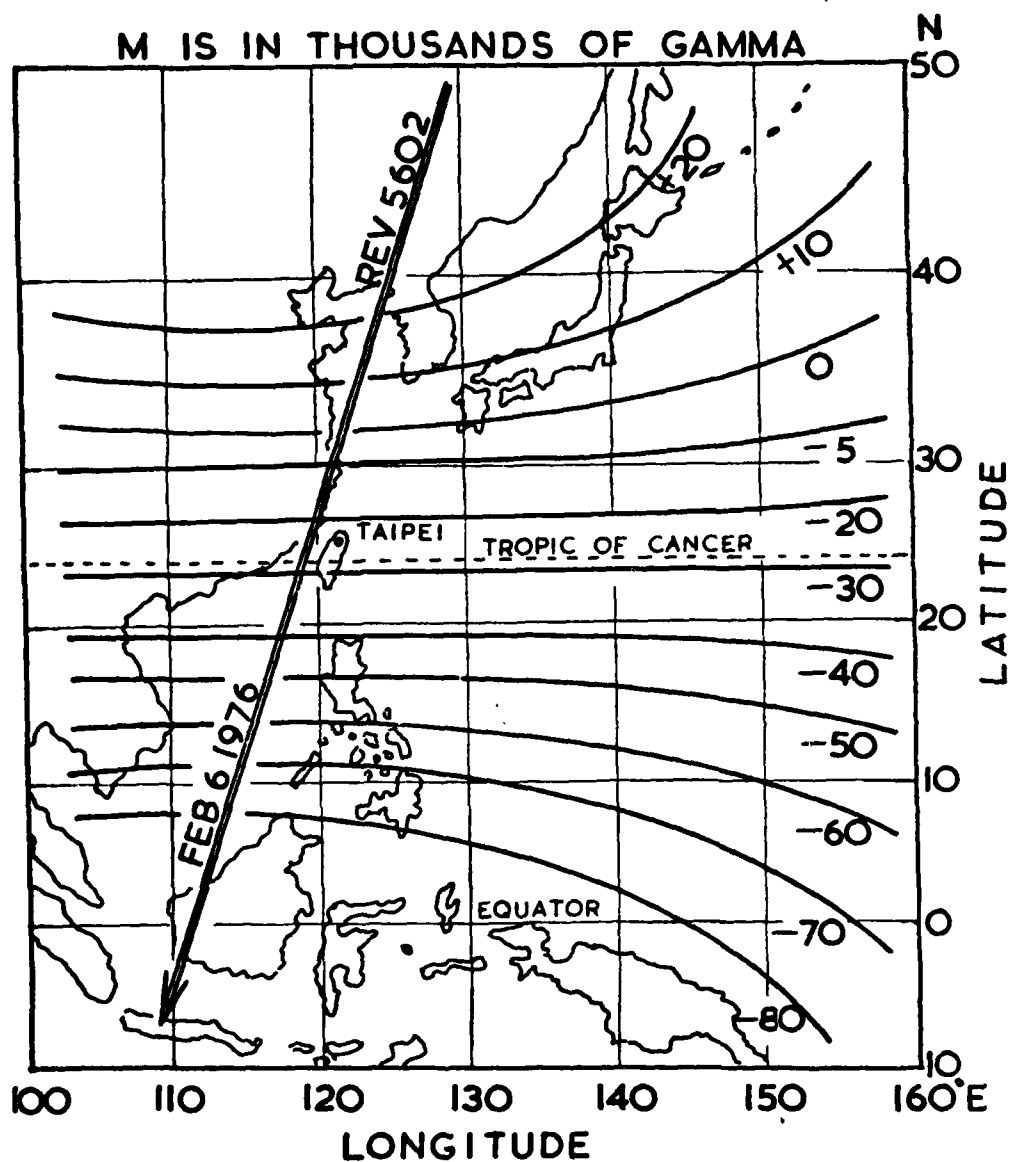 M IS IN THOUSANDS OF GAMMA
N
50
REV 5602
+20
+10
40
0
-5
30
-20
TAIPEI
TROPIC OF CANCER
-30
20
-40
FEB 6 1976
-50
10
-60
EQUATOR
0
-70
-80
10
LATITUDE
100 110 120 130 140 150 160°E
LONGITUDE